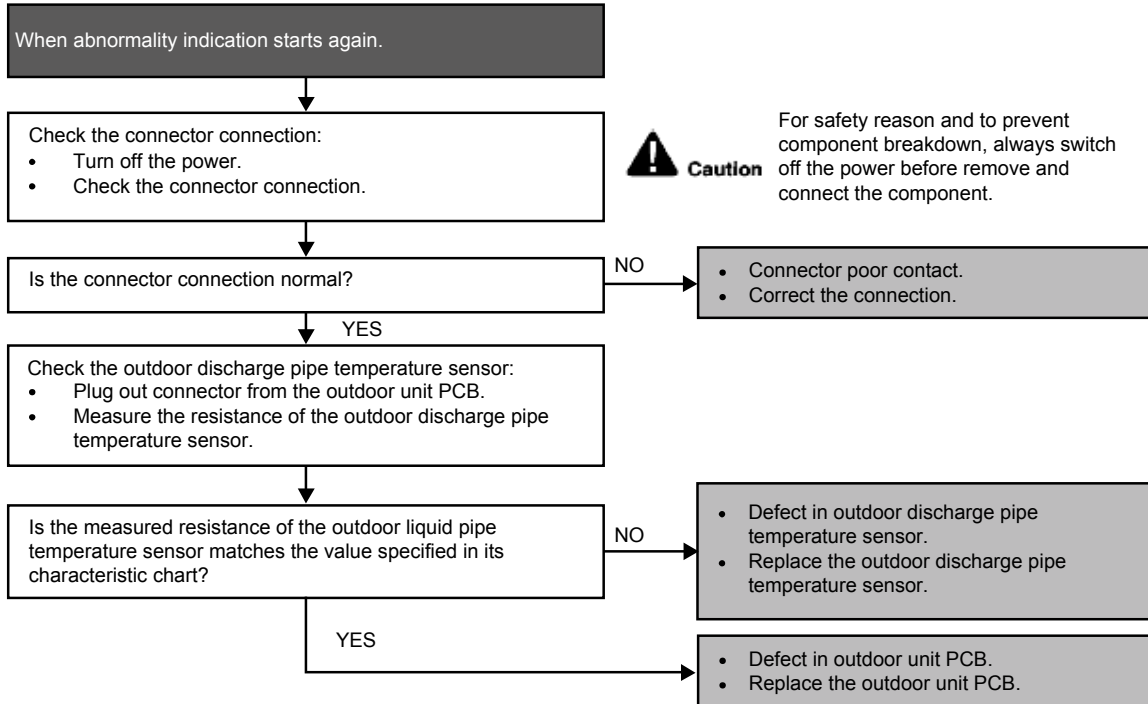 When abnormality indication starts again.
Check the connector connection:
• Turn off the power.
• Check the connector connection.
For safety reason and to prevent
component breakdown, always switch
Caution off the power before remove and
connect the component.
Is the connector connection normal?
NO
• Connector poor contact.
• Correct the connection.
YES
Check the outdoor discharge pipe temperature sensor:
• Plug out connector from the outdoor unit PCB.
• Measure the resistance of the outdoor discharge pipe
temperature sensor.
Is the measured resistance of the outdoor liquid pipe
temperature sensor matches the value specified in its
characteristic chart?
NO
• Defect in outdoor discharge pipe
temperature sensor.
• Replace the outdoor discharge pipe
temperature sensor.
YES
• Defect in outdoor unit PCB.
• Replace the outdoor unit PCB.